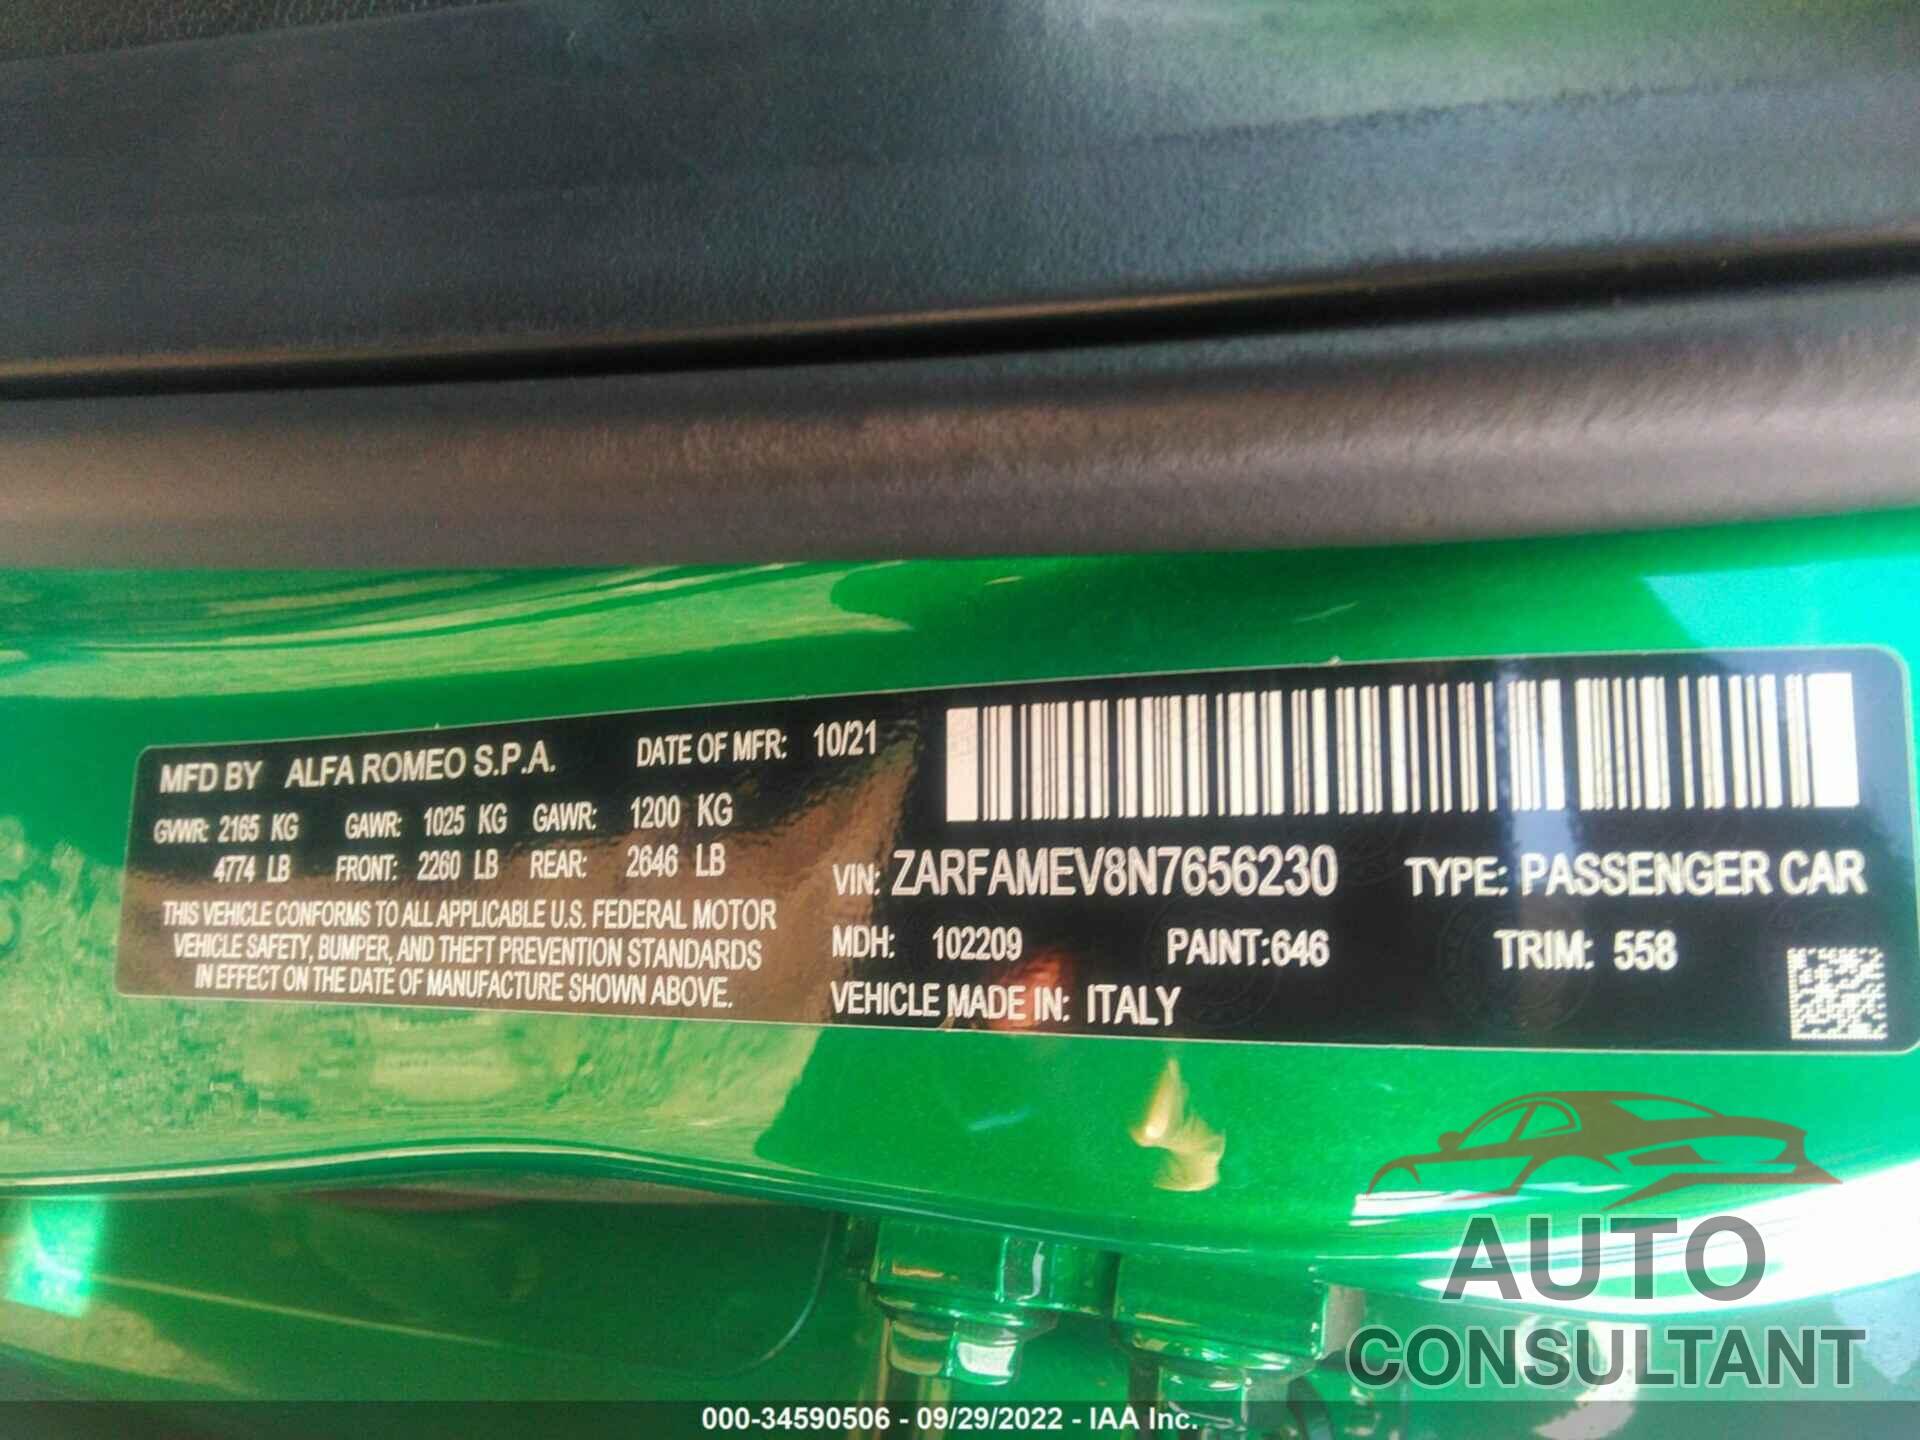 MFD BY ALFA ROMEO S.P.A. DATE OF MFR: 10/21
GVWR: 2165 KG GAWR: 1025 KG GAWR: 1200 KG
4774 LB FRONT: 2260 LB REAR: 2646 LB
THIS VEHICLE CONFORMS TO ALL APPLICABLE U.S. FEDERAL MOTOR
VEHICLE SAFETY, BUMPER, AND THEFT PREVENTION STANDARDS
IN EFFECT ON THE DATE OF MANUFACTURE SHOWN ABOVE.
VIN: ZARFAMEV8N7656230 TYPE: PASSENGER CAR
MDH: 102209 PAINT:646 TRIM: 558
VEHICLE MADE IN: ITALY
AUTO
CONSULTANT
000-34590506 - 09/29/2022 - IAA Inc.